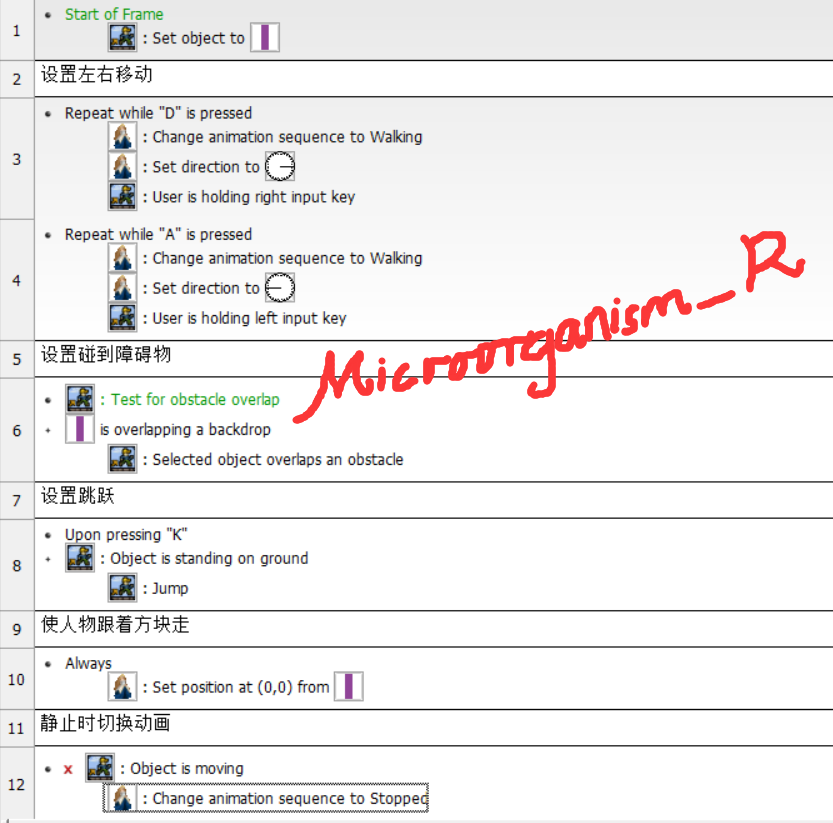 1
Start of Frame
: Set object to
2
设置左右移动
3
Repeat while "D" is pressed
: Change animation sequence to Walking
: Set direction to
: User is holding right input key
4
Repeat while "A" is pressed
: Change animation sequence to Walking
: Set direction to
: User is holding left input key
Microorganism_R
5
设置碰到障碍物
6
: Test for obstacle overlap
is overlapping a backdrop
: Selected object overlaps an obstacle
7
设置跳跃
8
Upon pressing "K"
: Object is standing on ground
: Jump
9
使人物跟着方块走
10
Always
: Set position at (0,0) from
11
静止时切换动画
12
x : Object is moving
: Change animation sequence to Stopped